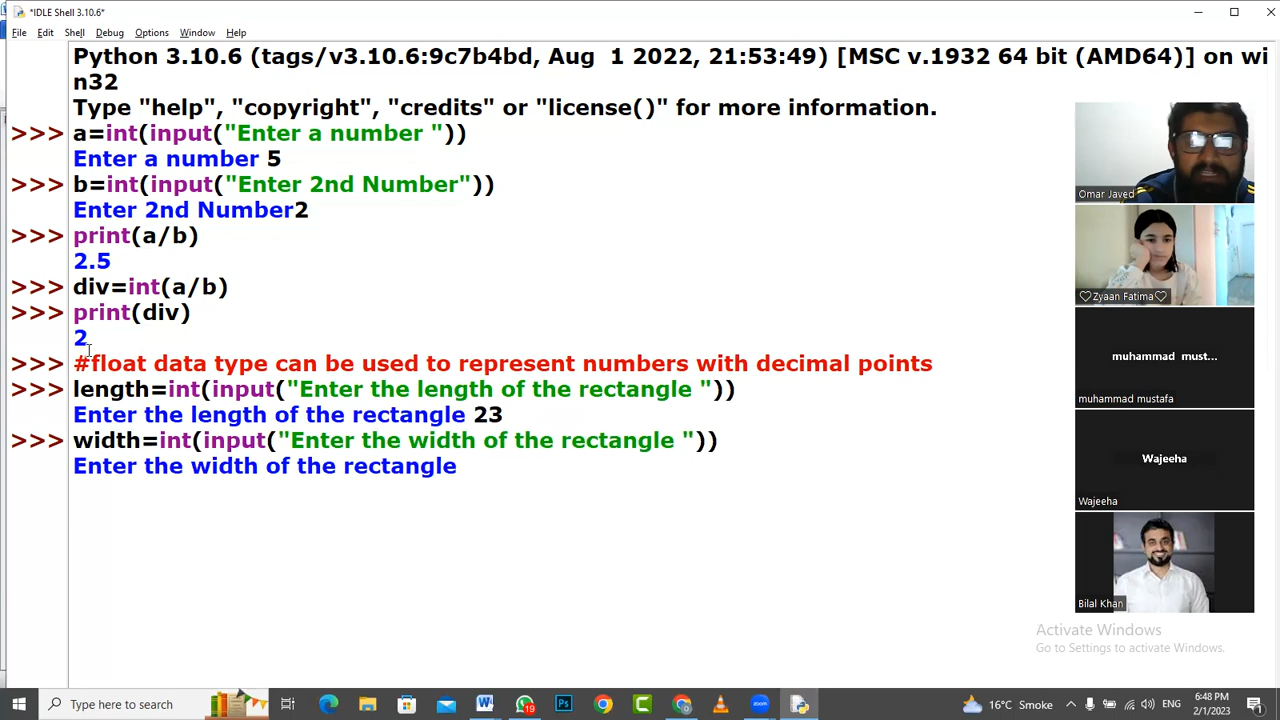 *IDLE Shell 3.10.6*
File Edit Shell Debug Options Window Help
Python 3.10.6 (tags/v3.10.6:9c7b4bd, Aug  1 2022, 21:53:49) [MSC v.1932 64 bit (AMD64)] on wi
n32
Type "help", "copyright", "credits" or "license()" for more information.
>>> a=int(input("Enter a number "))
Enter a number 5
>>> b=int(input("Enter 2nd Number"))
Enter 2nd Number2
>>> print(a/b)
2.5
>>> div=int(a/b)
>>> print(div)
2
>>> #float data type can be used to represent numbers with decimal points
>>> length=int(input("Enter the length of the rectangle "))
Enter the length of the rectangle 23
>>> width=int(input("Enter the width of the rectangle "))
Enter the width of the rectangle
Omar Javed
♡Zyaan Fatima♡
muhammad must...
muhammad mustafa
Wajeeha
Wajeeha
Bilal Khan
Activate Windows
Go to Settings to activate Windows.
Type here to search
W
19
Ps
C
zoom
16°C Smoke
ENG
6:48 PM
2/1/2023
1